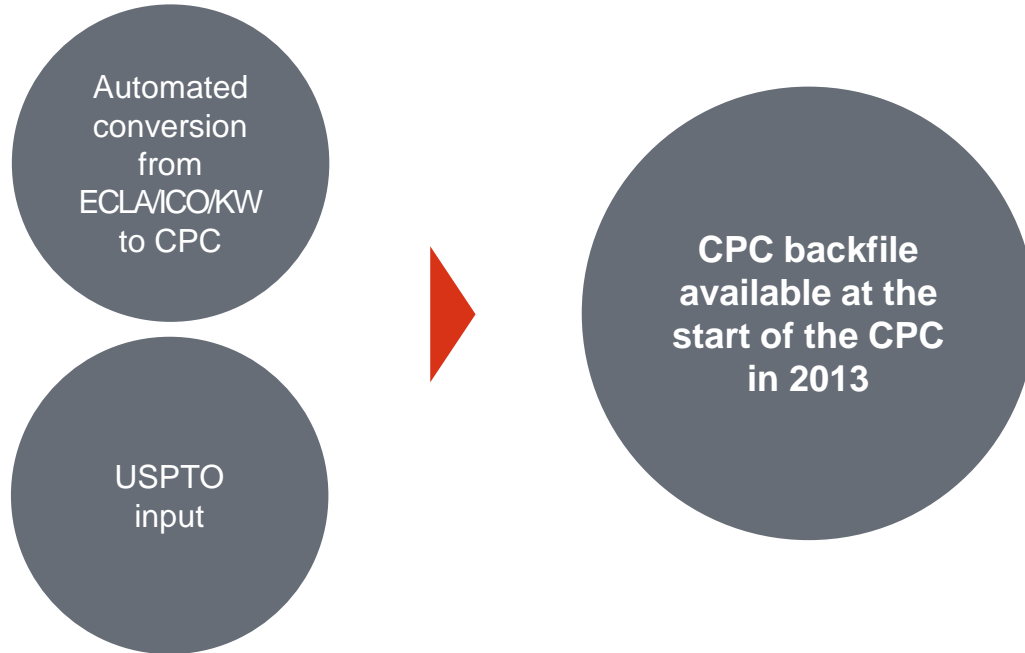 Automated
conversion
from
ECLA/ICO/KW
to CPC
USPTO
input
CPC backfile
available at the
start of the CPC
in 2013